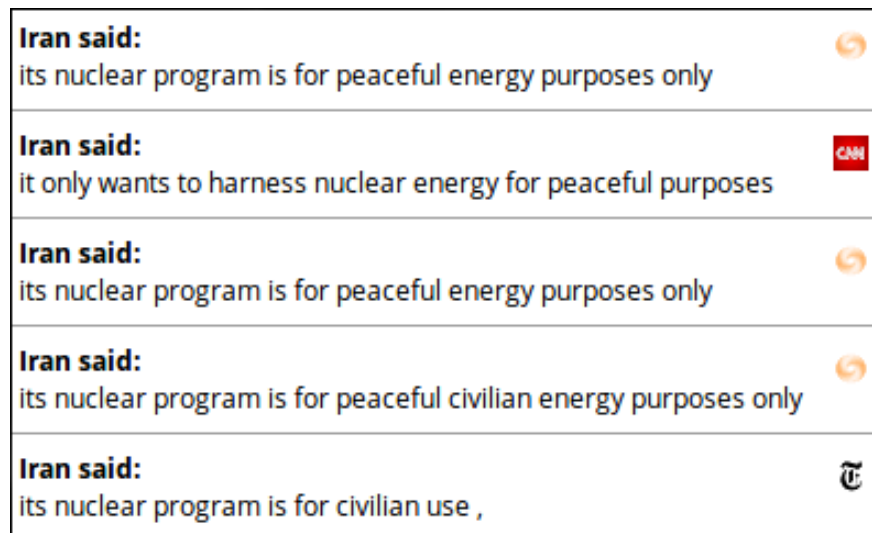 Iran said:
its nuclear program is for peaceful energy purposes only
Iran said:
CNN
it only wants to harness nuclear energy for peaceful purposes
Iran said:
its nuclear program is for peaceful energy purposes only
Iran said:
its nuclear program is for peaceful civilian energy purposes only
Iran said:
T
its nuclear program is for civilian use ,